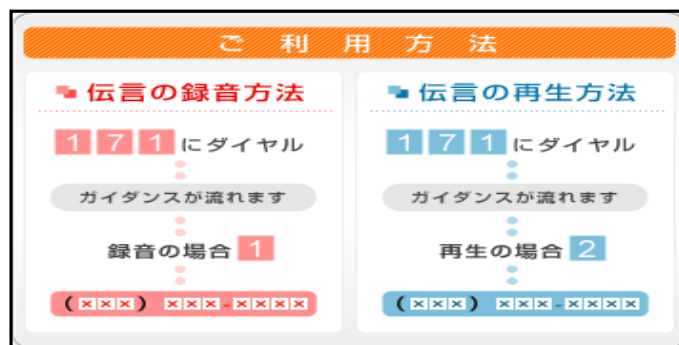 ご利用方法
伝言の録音方法
171にダイヤル
ガイダンスが流れます
録音の場合1
(×××) ×××-××××
伝言の再生方法
171にダイヤル
ガイダンスが流れます
再生の場合2
(×××) ×××-××××